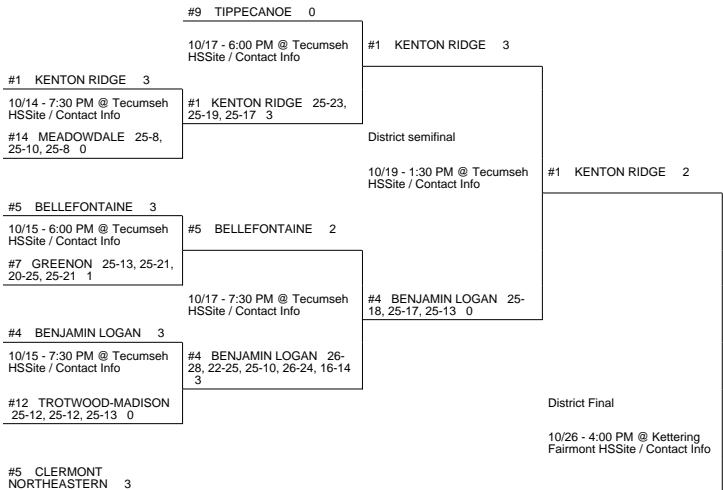 #9 TIPPECANOE 0
10/17 - 6:00 PM @ Tecumseh
HSSite / Contact Info
#1 KENTON RIDGE 3
#1 KENTON RIDGE 3
10/14 - 7:30 PM @ Tecumseh
HSSite / Contact Info
#1 KENTON RIDGE 25-23,
25-19, 25-17 3
#14 MEADOWDALE 25-8,
25-10, 25-8 0
District semifinal
10/19 - 1:30 PM @ Tecumseh
HSSite / Contact Info
#1 KENTON RIDGE 2
#5 BELLEFONTAINE 3
10/15 - 6:00 PM @ Tecumseh
HSSite / Contact Info
#5 BELLEFONTAINE 2
#7 GREENON 25-13, 25-21,
20-25, 25-21 1
10/17 - 7:30 PM @ Tecumseh
HSSite / Contact Info
#4 BENJAMIN LOGAN 25-
18, 25-17, 25-13 0
#4 BENJAMIN LOGAN 3
10/15 - 7:30 PM @ Tecumseh
HSSite / Contact Info
#4 BENJAMIN LOGAN 26-
28, 22-25, 25-10, 26-24, 16-14
3
#12 TROTWOOD-MADISON
25-12, 25-12, 25-13 0
District Final
10/26 - 4:00 PM @ Kettering
Fairmont HSSite / Contact Info
#5 CLERMONT
NORTHEASTERN 3